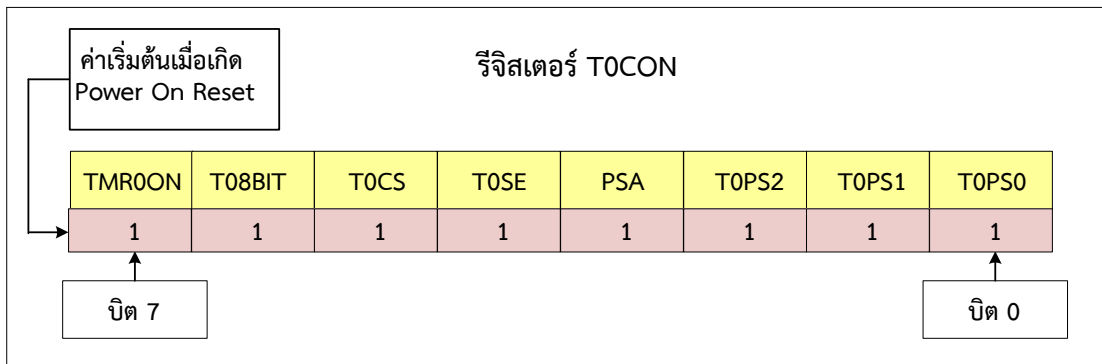 ค่าเริ่มต้นเมื่อเกิด
Power On Reset
รีจิสเตอร์ T0CON
TMR0ON T08BIT T0CS T0SE PSA T0PS2 T0PS1 T0PS0
1 1 1 1 1 1 1 1
บิต 7 บิต 0